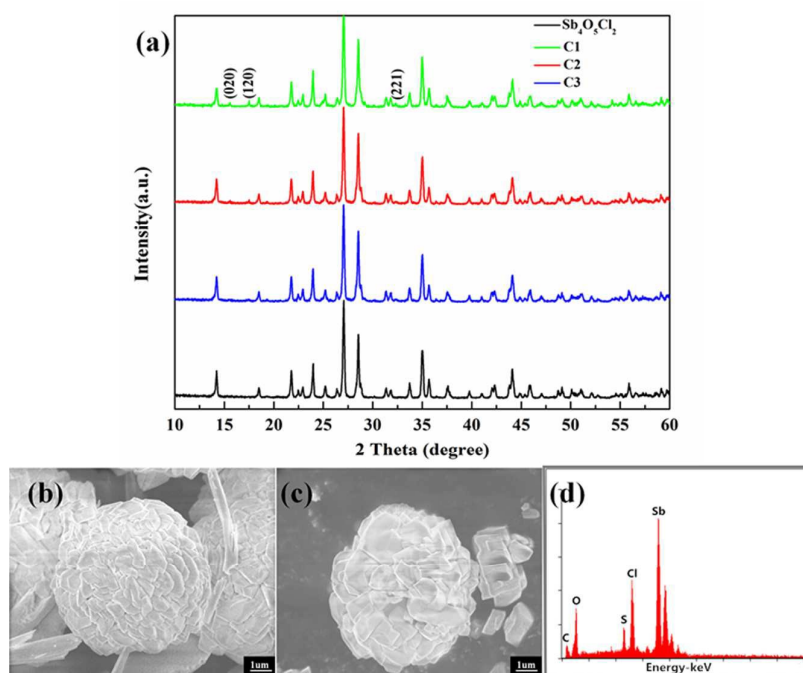 (a)
Sb₄O₅Cl₂
C1
C2
C3
(020)
(120)
(221)
Intensity(a.u.)
10 15 20 25 30 35 40 45 50 55 60
2 Theta (degree)
(b)
1um
(c)
1um
(d)
Sb
Cl
O
S
C
Energy-keV